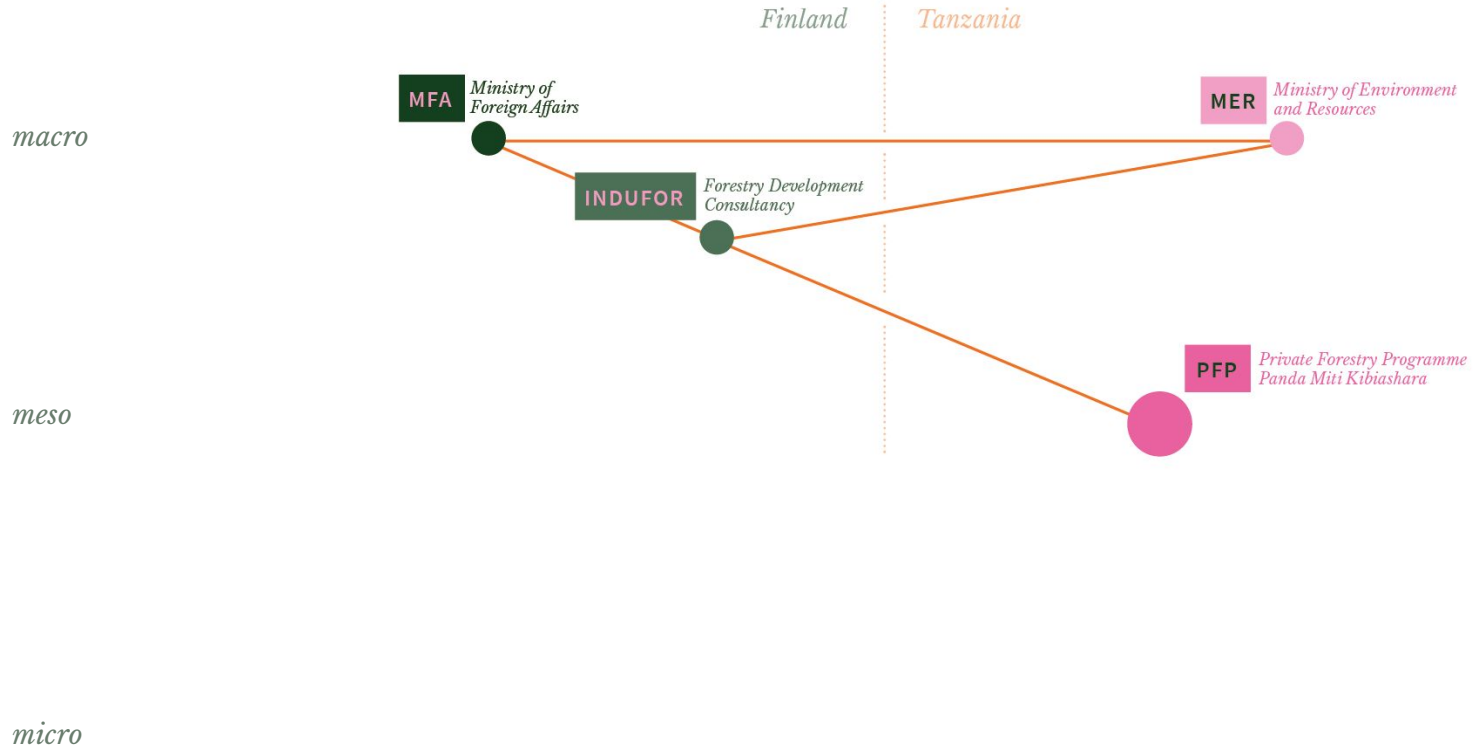 Finland
Tanzania
MFA
Ministry of
Foreign Affairs
MER
Ministry of Environment
and Resources
macro
INDUFOR
Forestry Development
Consultancy
PFP
Private Forestry Programme
Panda Miti Kibiashara
meso
micro